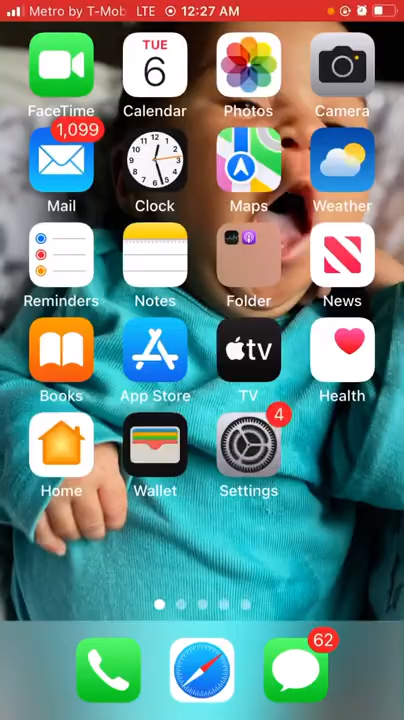 Metro by T-Mob LTE 12:27 AM
TUE
6
FaceTime Calendar Photos Camera
1,099
12
Mail Clock Maps Weather
Reminders Notes Folder News
tv
Books App Store TV Health
4
Home Wallet Settings
62